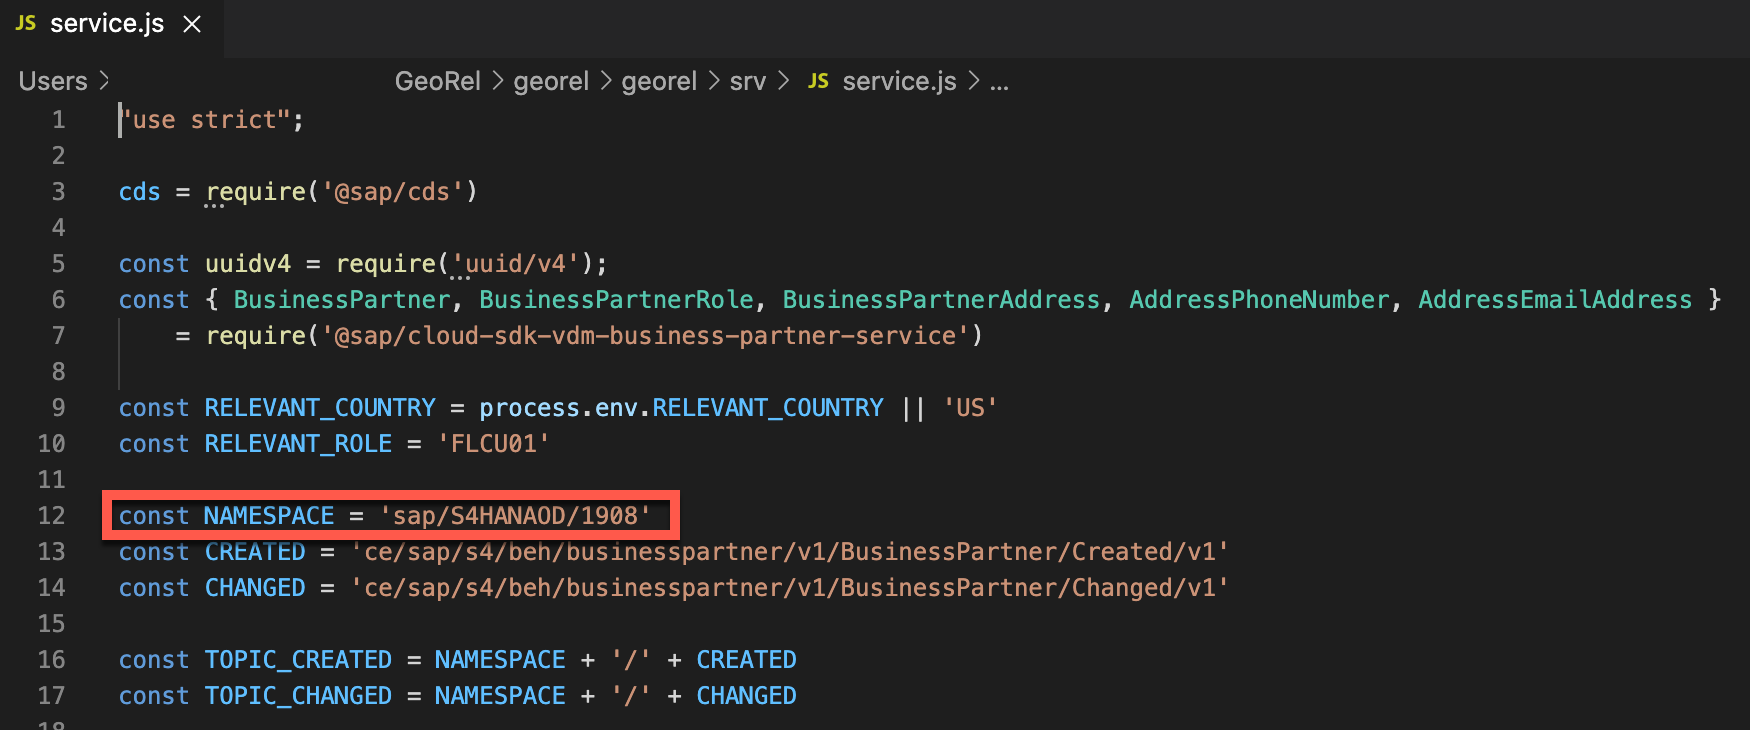 JS service.js ×
Users > GeoRel > georel > georel > srv > JS service.js > ...
1 "use strict";
2
3 cds = require('@sap/cds')
4
5 const uuidv4 = require('uuid/v4');
6 const { BusinessPartner, BusinessPartnerRole, BusinessPartnerAddress, AddressPhoneNumber, AddressEmailAddress }
7 = require('@sap/cloud-sdk-vdm-business-partner-service')
8
9 const RELEVANT_COUNTRY = process.env.RELEVANT_COUNTRY || 'US'
10 const RELEVANT_ROLE = 'FLCU01'
11
12 const NAMESPACE = 'sap/S4HANAOD/1908'
13 const CREATED = 'ce/sap/s4/beh/businesspartner/v1/BusinessPartner/Created/v1'
14 const CHANGED = 'ce/sap/s4/beh/businesspartner/v1/BusinessPartner/Changed/v1'
15
16 const TOPIC_CREATED = NAMESPACE + '/' + CREATED
17 const TOPIC_CHANGED = NAMESPACE + '/' + CHANGED
18